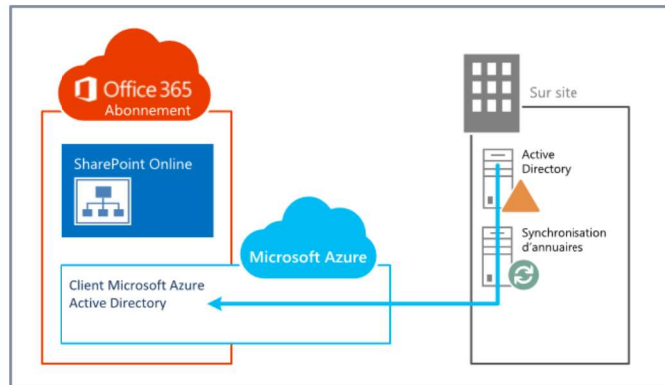 Office 365
Abonnement
SharePoint Online
Microsoft Azure
Client Microsoft Azure
Active Directory
Sur site
Active
Directory
Synchronisation
d'annuaires